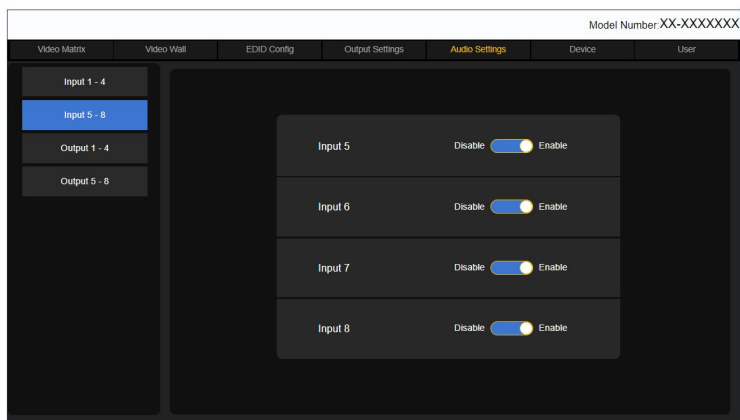 Model Number:XX-XXXXXXX
Video Matrix Video Wall EDID Config Output Settings Audio Settings Device User
Input 1 - 4
Input 5 - 8
Output 1 - 4
Output 5 - 8
Input 5 Disable Enable
Input 6 Disable Enable
Input 7 Disable Enable
Input 8 Disable Enable